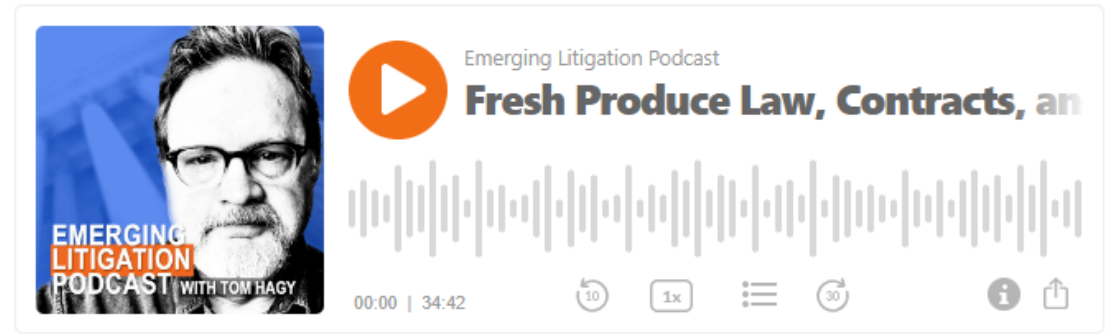 Emerging Litigation Podcast
Fresh Produce Law, Contracts, an
EMERGING
LITIGATION
PODCAST WITH TOM HAGY
00:00 | 34:42
10
1x
30